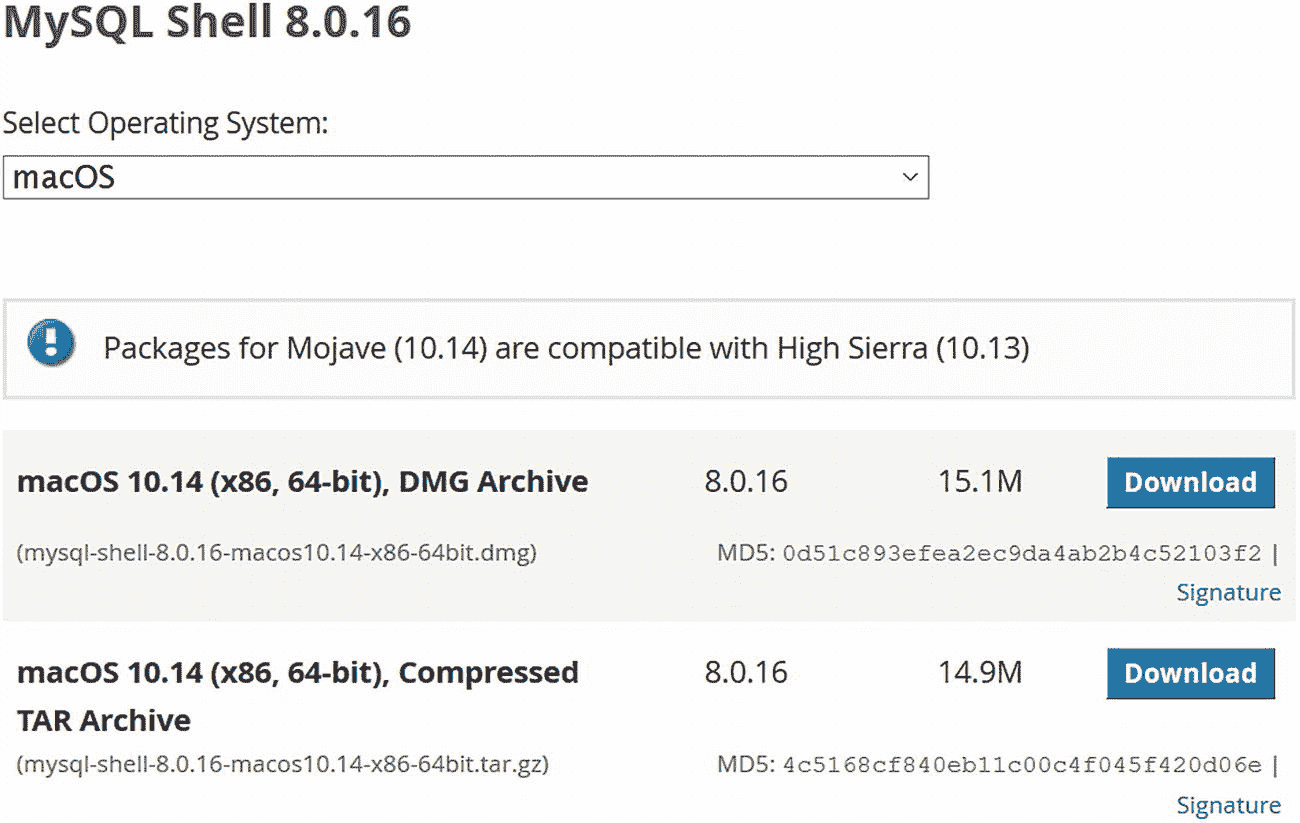 MySQL Shell 8.0.16
Select Operating System:
macOS
Packages for Mojave (10.14) are compatible with High Sierra (10.13)
macOS 10.14 (x86, 64-bit), DMG Archive 8.0.16 15.1M Download
(mysql-shell-8.0.16-macos10.14-x86-64bit.dmg) MD5: 0d51c893efea2ec9da4ab2b4c52103f2 |
Signature
macOS 10.14 (x86, 64-bit), Compressed 8.0.16 14.9M Download
TAR Archive
(mysql-shell-8.0.16-macos10.14-x86-64bit.tar.gz) MD5: 4c5168cf840eb11c00c4f045f420d06e |
Signature